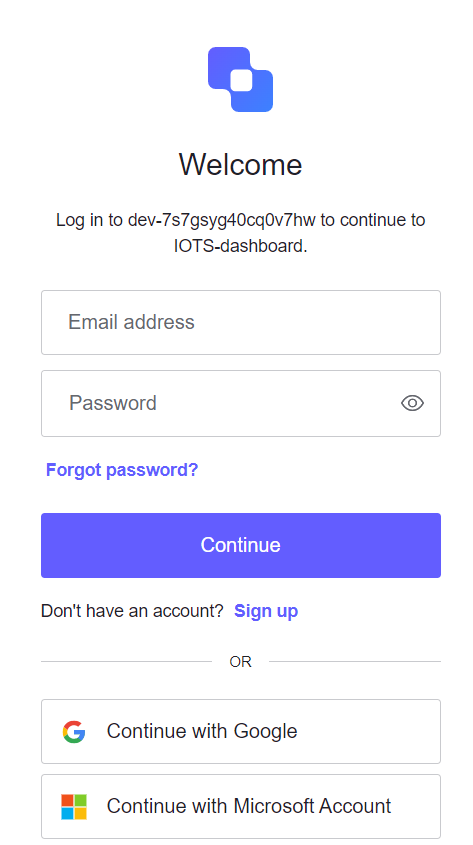 Welcome
Log in to dev-7s7gsyg40cq0v7hw to continue to
IOTS-dashboard.
Email address
Password
Forgot password?
Continue
Don't have an account? Sign up
OR
Continue with Google
Continue with Microsoft Account